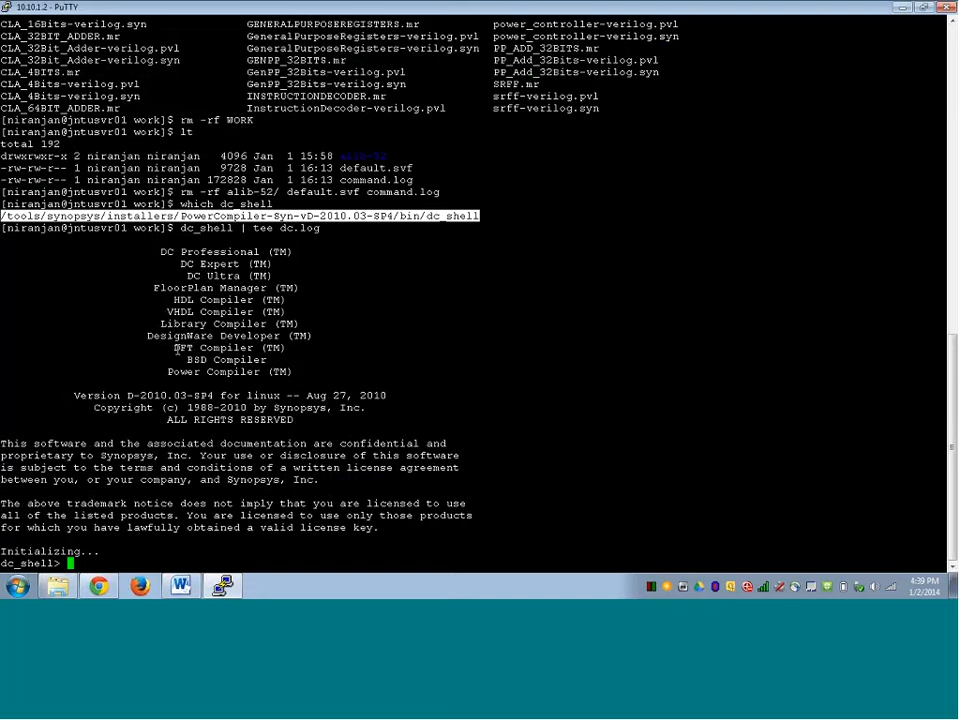 10.10.1.2 - PuTTY
CLA_16Bits-verilog.syn GENERALPURPOSEREGISTERS.mr power_controller-verilog.pvl
CLA_32BIT_ADDER.mr GeneralPurposeRegisters-verilog.pvl power_controller-verilog.syn
CLA_32Bit_Adder-verilog.pvl GeneralPurposeRegisters-verilog.syn PP_ADD_32BITS.mr
CLA_32Bit_Adder-verilog.syn GENPP_32BITS.mr PP_Add_32Bits-verilog.pvl
CLA_4BITS.mr GenPP_32Bits-verilog.pvl PP_Add_32Bits-verilog.syn
CLA_4Bits-verilog.pvl GenPP_32Bits-verilog.syn SRFF.mr
CLA_4Bits-verilog.syn INSTRUCTIONDECODER.mr srff-verilog.pvl
CLA_64BIT_ADDER.mr InstructionDecoder-verilog.pvl srff-verilog.syn
[niranjan@jntusvr01 work]$ rm -rf WORK
[niranjan@jntusvr01 work]$ lt
total 192
drwxrwxr-x 2 niranjan niranjan 4096 Jan 1 15:58 alib-52
-rw-rw-r-- 1 niranjan niranjan 9728 Jan 1 16:13 default.svf
-rw-rw-r-- 1 niranjan niranjan 172828 Jan 1 16:13 command.log
[niranjan@jntusvr01 work]$ rm -rf alib-52/ default.svf command.log
[niranjan@jntusvr01 work]$ which dc_shell
/tools/synopsys/installers/PowerCompiler-Syn-vD-2010.03-SP4/bin/dc_shell
[niranjan@jntusvr01 work]$ dc_shell | tee dc.log
DC Professional (TM)
DC Expert (TM)
DC Ultra (TM)
FloorPlan Manager (TM)
HDL Compiler (TM)
VHDL Compiler (TM)
Library Compiler (TM)
DesignWare Developer (TM)
DFT Compiler (TM)
BSD Compiler
Power Compiler (TM)
Version D-2010.03-SP4 for linux -- Aug 27, 2010
Copyright (c) 1988-2010 by Synopsys, Inc.
ALL RIGHTS RESERVED
This software and the associated documentation are confidential and
proprietary to Synopsys, Inc. Your use or disclosure of this software
is subject to the terms and conditions of a written license agreement
between you, or your company, and Synopsys, Inc.
The above trademark notice does not imply that you are licensed to use
all of the listed products. You are licensed to use only those products
for which you have lawfully obtained a valid license key.
Initializing...
dc_shell>
4:39 PM
1/2/2014